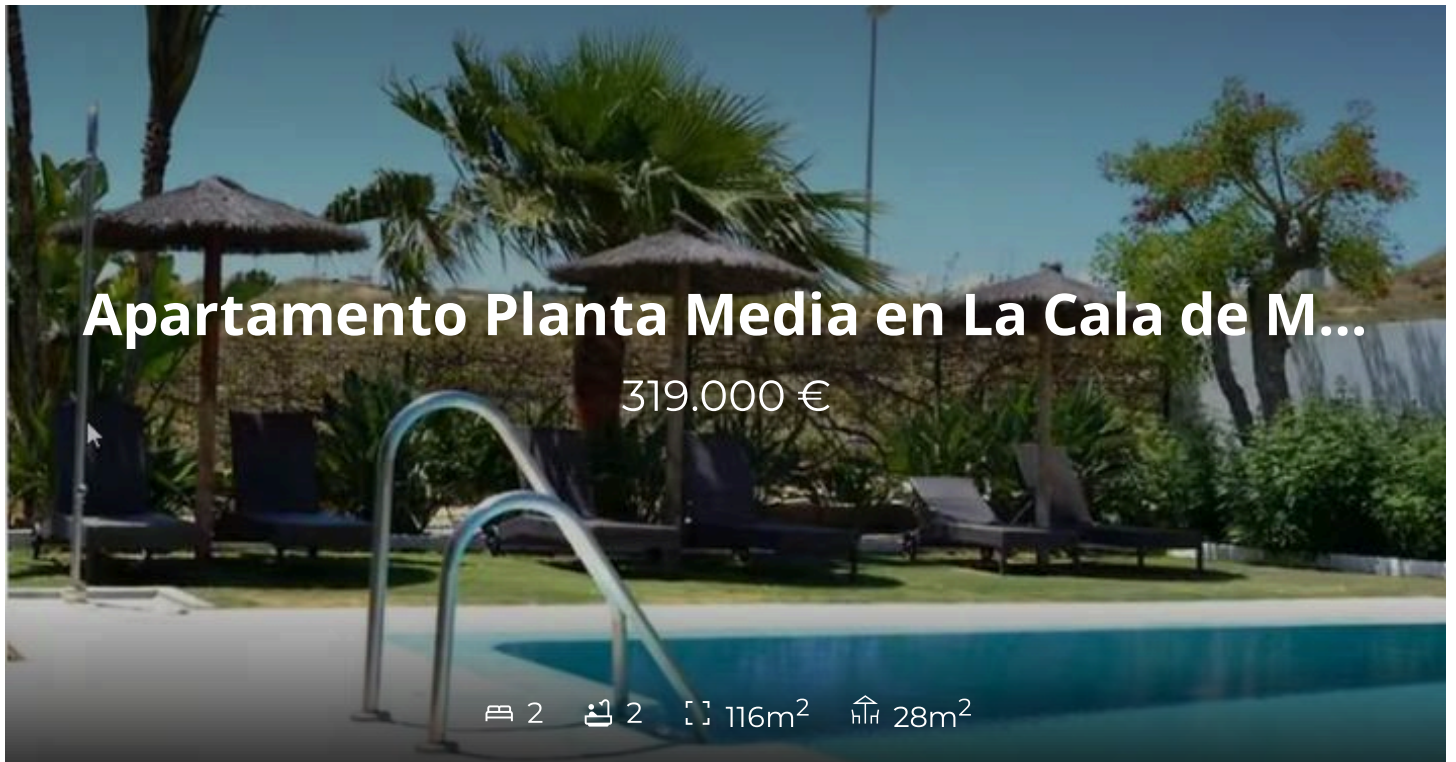 Apartamento Planta Media en La Cala de M...
319.000 €
2 2 116m² 28m²